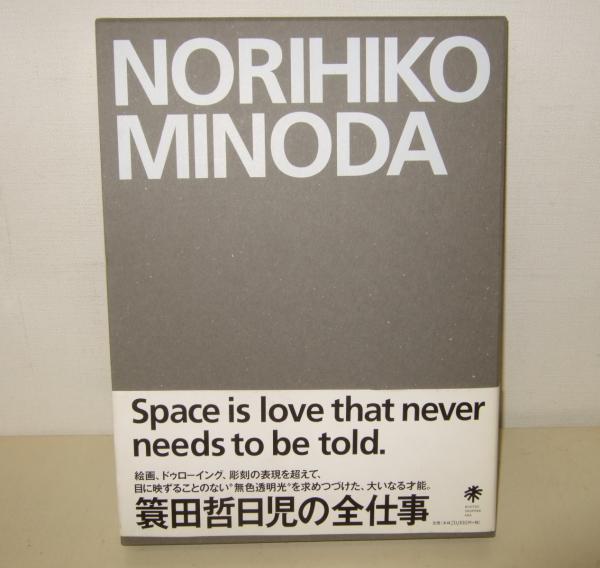 NORIHIKO
MINODA
Space is love that never
needs to be told.
絵画、ドゥローイング、彫刻の表現を超えて、
目に映ずることのない“無色透明光”を求めつづけた、大いなる才能。
簑田哲日児の全仕事